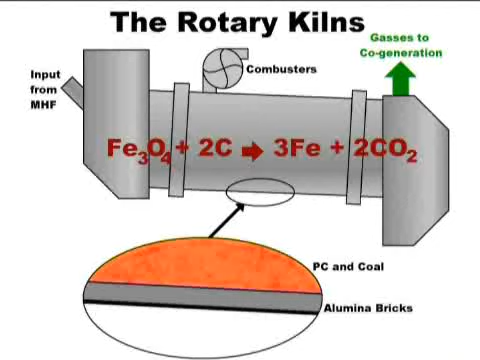 The Rotary Kilns
Gasses to
Co-generation
Input
from
MHF
Combusters
Fe₃O₄ + 2C → 3Fe + 2CO₂
PC and Coal
Alumina Bricks